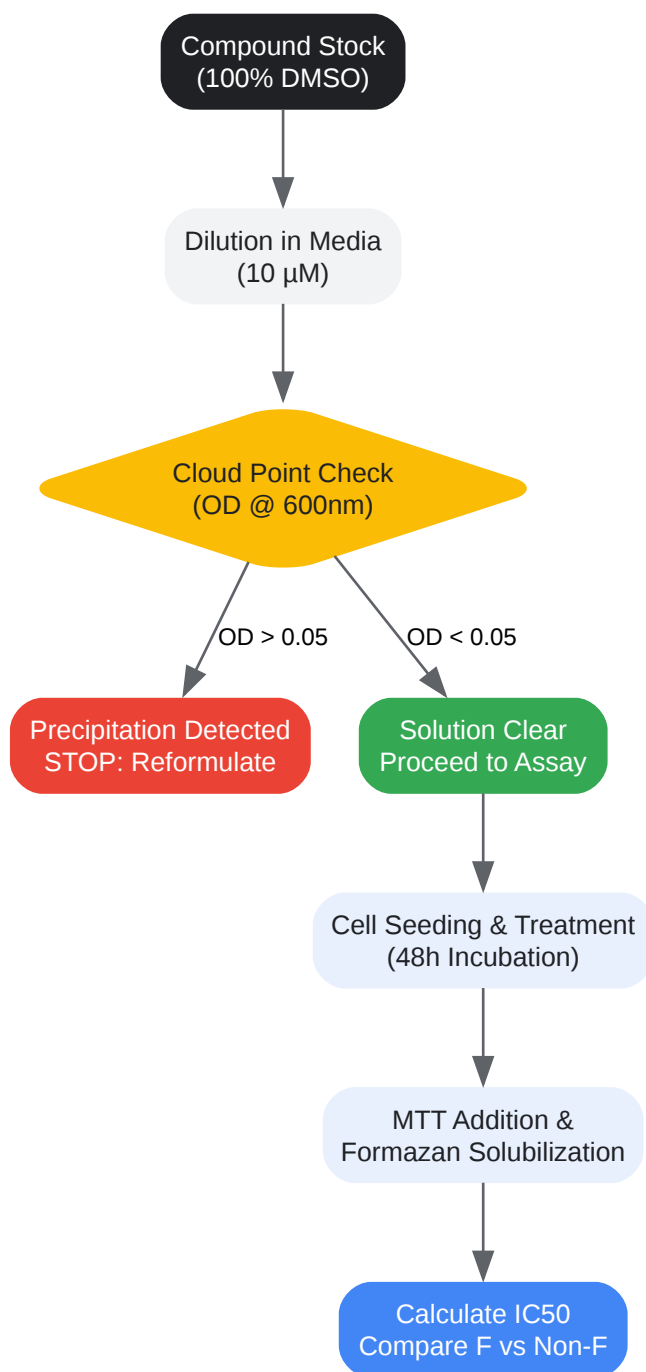 Compound Stock
(100% DMSO)
Dilution in Media
(10 µM)
Cloud Point Check
(OD @ 600nm)
OD > 0.05
OD < 0.05
Precipitation Detected
STOP: Reformulate
Solution Clear
Proceed to Assay
Cell Seeding & Treatment
(48h Incubation)
MTT Addition &
Formazan Solubilization
Calculate IC50
Compare F vs Non-F